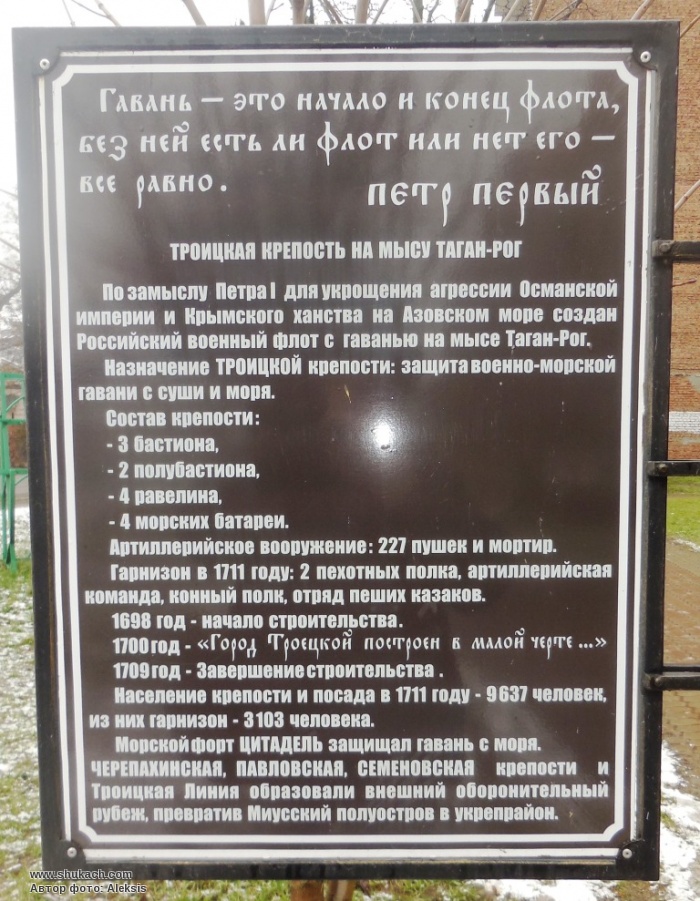 Гавань – это начало и конец флота,
без ней есть ли флот или нет его –
все равно.
Петр Первый
ТРОИЦКАЯ КРЕПОСТЬ НА МЫСУ ТАГАН-РОГ
По замыслу Петра I для укрощения агрессии Османской
империи и Крымского ханства на Азовском море создан
Российский военный флот с гаванью на мысе Таган-Рог.
Назначение ТРОИЦКОЙ крепости: защита военно-морской
гавани с суши и моря.
Состав крепости:
- 3 бастиона,
- 2 полубастиона,
- 4 равелина,
- 4 морских батареи.
Артиллерийское вооружение: 227 пушек и мортир.
Гарнизон в 1711 году: 2 пехотных полка, артиллерийская
команда, конный полк, отряд пеших казаков.
1698 год - начало строительства.
1700 год - «Город Троецкой построен в малой черте ...»
1709 год - Завершение строительства .
Население крепости и посада в 1711 году - 9637 человек,
из них гарнизон - 3103 человека.
Морской форт ЦИТАДЕЛЬ защищал гавань с моря.
ЧЕРЕПАХИНСКАЯ, ПАВЛОВСКАЯ, СЕМЕНОВСКАЯ крепости и
Троицкая Линия образовали внешний оборонительный
рубеж, превратив Миусский полуостров в укрепрайон.
www.shukach.com
Автор фото: Aleksis